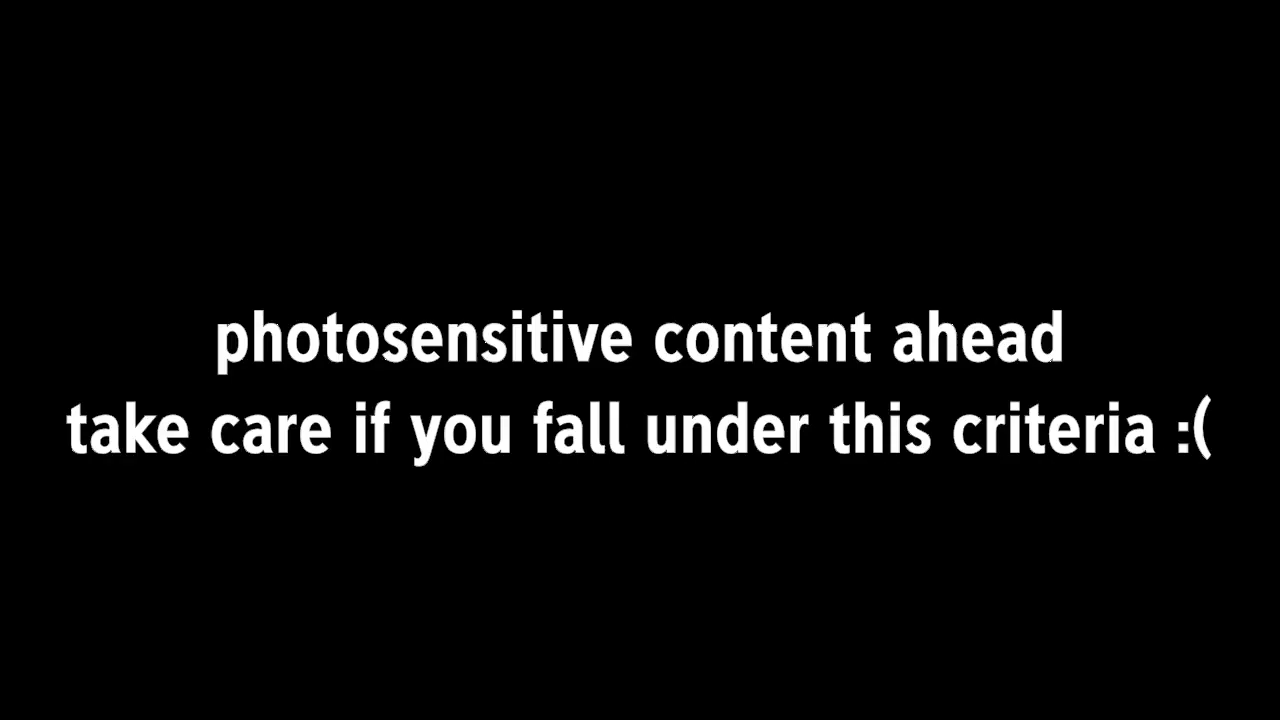 photosensitive content ahead
take care if you fall under this criteria :(